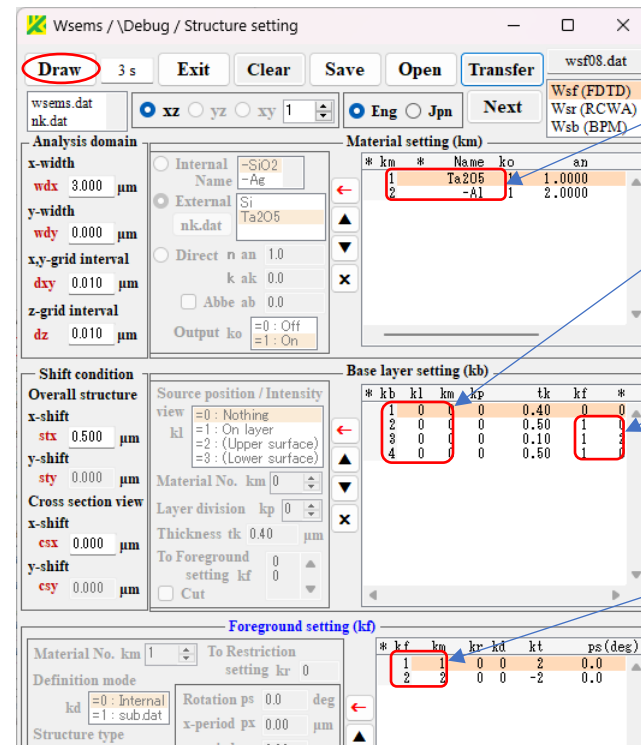 Wsems / \Debug / Structure setting
Draw 3 s Exit Clear Save Open Transfer wsf08.dat
wsems.dat
nk.dat
xz yz xy 1 Eng Jpn Next
Wsf (FDTD)
Wsr (RCWA)
Wsb (BPM)
Analysis domain
x-width
wdx 3.000 μm
y-width
wdy 0.000 μm
x,y-grid interval
dxy 0.010 μm
z-grid interval
dz 0.010 μm
Internal Name
-SiO2
-Ag
External
nk.dat
Si
Ta2O5
Direct n an 1.0
k ak 0.0
Abbe ab 0.0
Output ko
=0 : Off
=1 : On
Material setting (km)
* km * Name ko an
1 Ta2O5 1 1.0000
2 -Al 1 2.0000
Shift condition
Overall structure
x-shift
stx 0.500 μm
y-shift
sty 0.000 μm
Cross section view
x-shift
csx 0.000 μm
y-shift
csy 0.000 μm
Source position / Intensity
view
kl
=0 : Nothing
=1 : On layer
=2 : (Upper surface)
=3 : (Lower surface)
Material No. km 0
Layer division kp 0
Thickness tk 0.40 μm
To Foreground 0
setting kf 0
Cut
Base layer setting (kb)
* kb kl km kp tk kf *
1 0 0 0 0.40 0 0
2 0 0 0 0.50 1 0
3 0 0 0 0.10 1 2
4 0 0 0 0.50 1 0
Foreground setting (kf)
Material No. km 1
To Restriction
setting kr 0
Definition mode
kd
=0 : Internal
=1 : sub.dat
Structure type
Rotation ps 0.0 deg
x-period px 0.00 μm
* kf km kr kd kt ps(deg)
1 1 0 0 2 0.0
2 2 0 0 -2 0.0